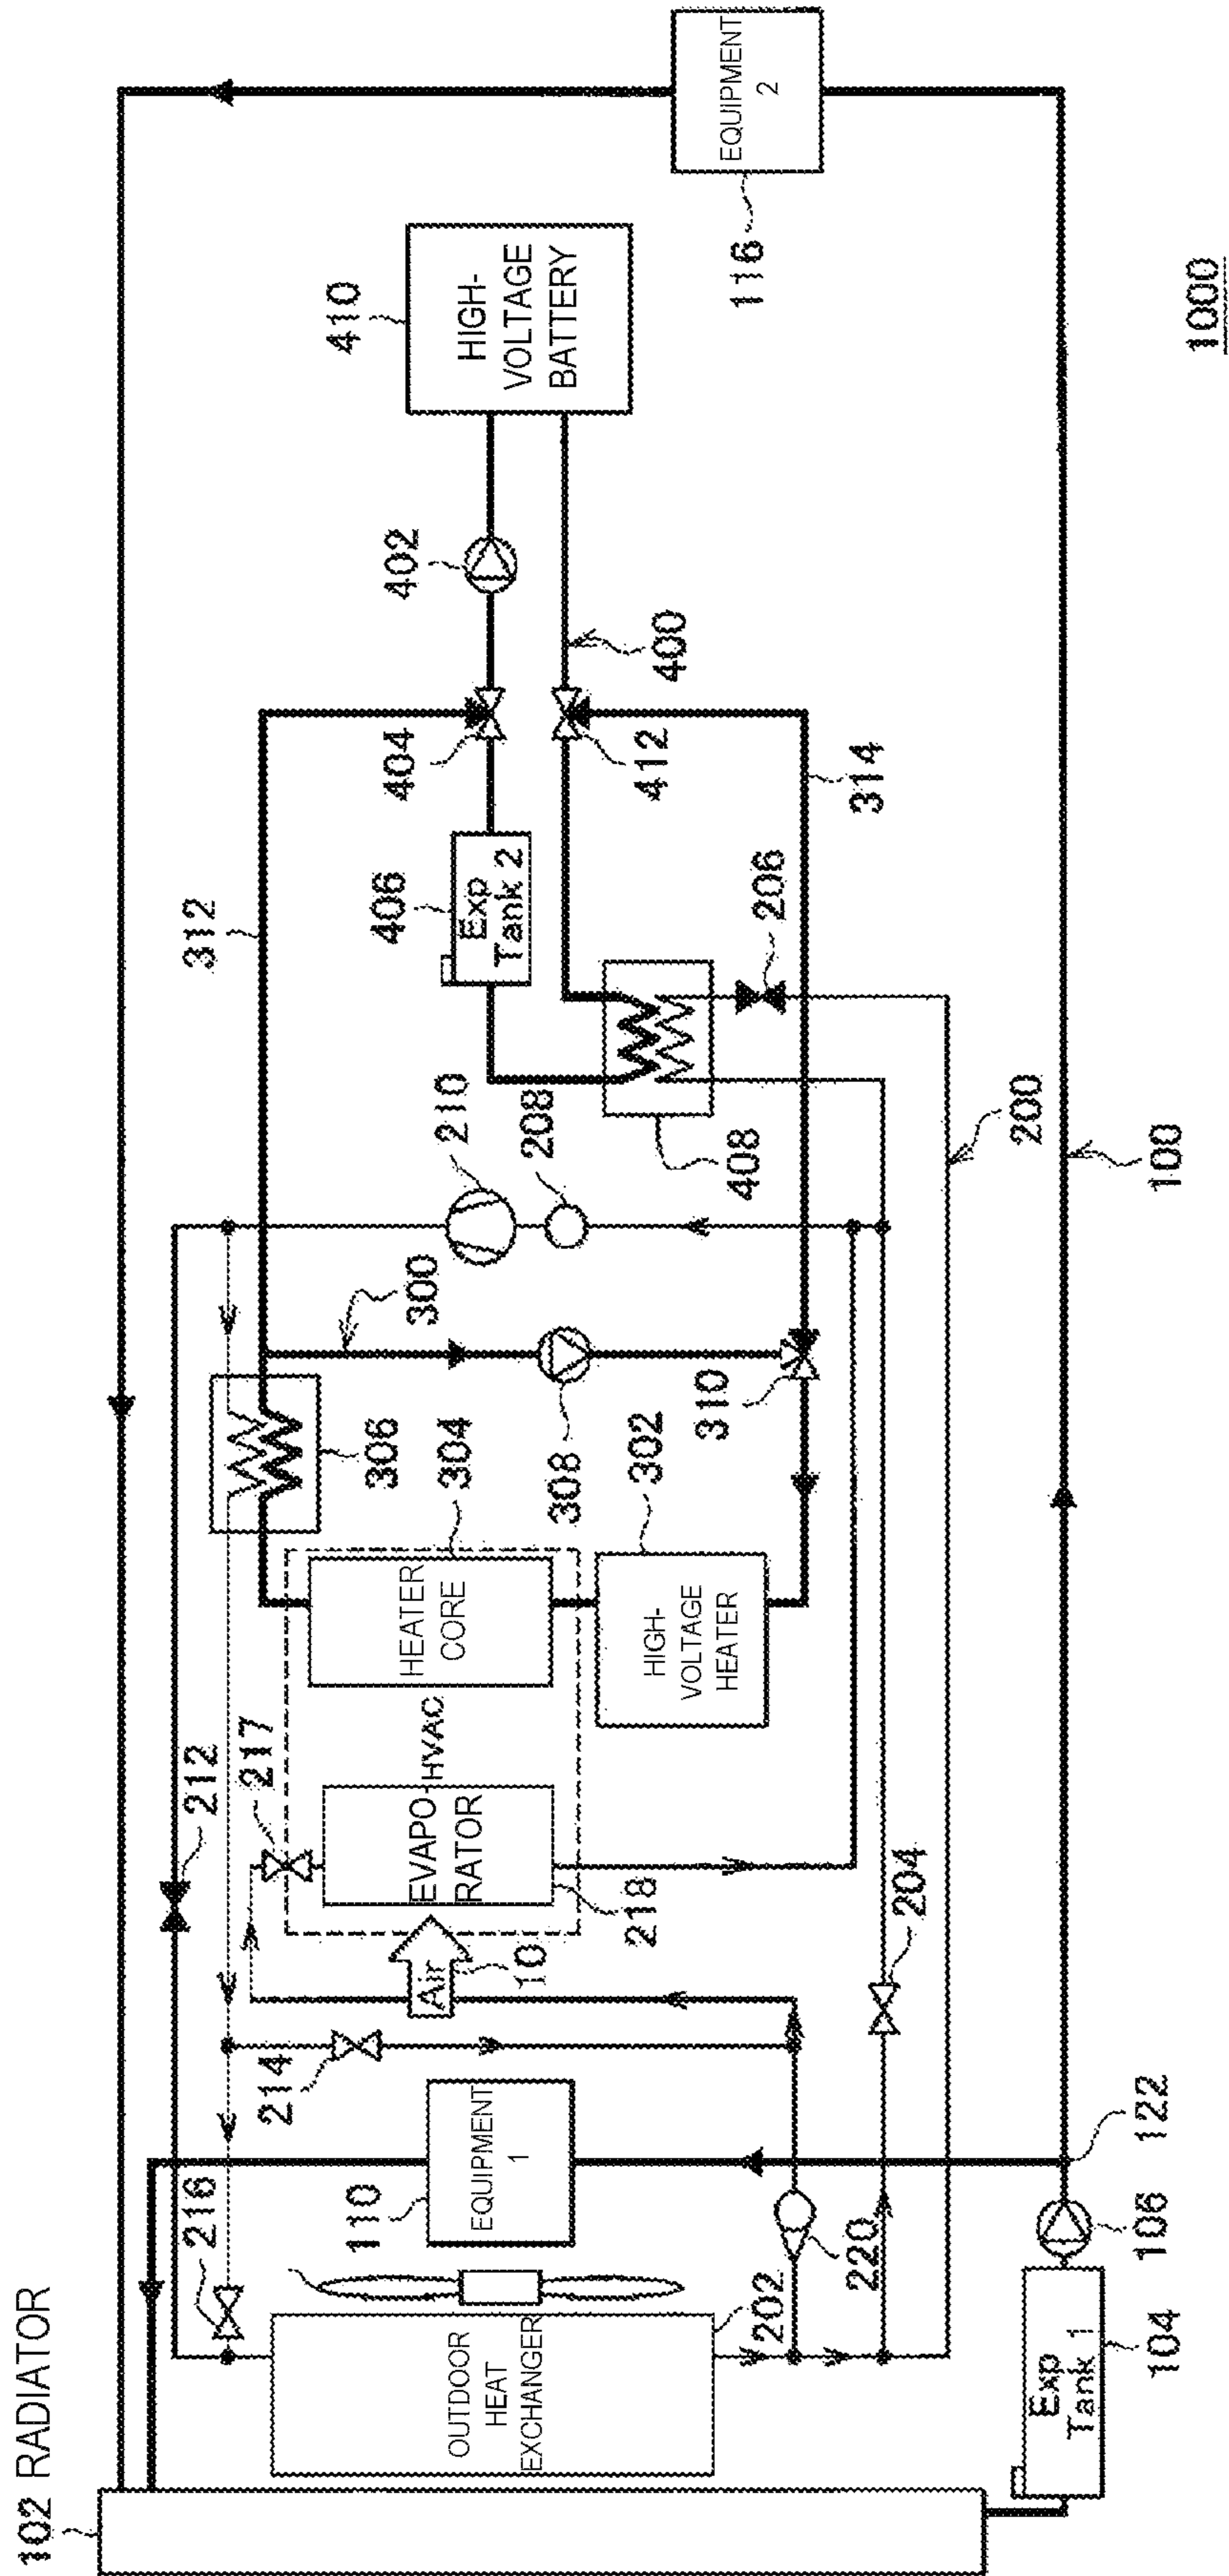 102 RADIATOR
216
214
212
217
110
EQUIPMENT
1
OUTDOOR
HEAT
EXCHANGER
202
220
Exp
Tank 1
104
106
122
Air
10
EVAPO-
RATOR
218
HVAC
HEATER
CORE
304
306
HIGH-
VOLTAGE
HEATER
302
204
300
308
310
210
208
312
408
206
406
Exp
Tank 2
404
412
314
402
400
410
HIGH-
VOLTAGE
BATTERY
200
100
EQUIPMENT
2
116
1000